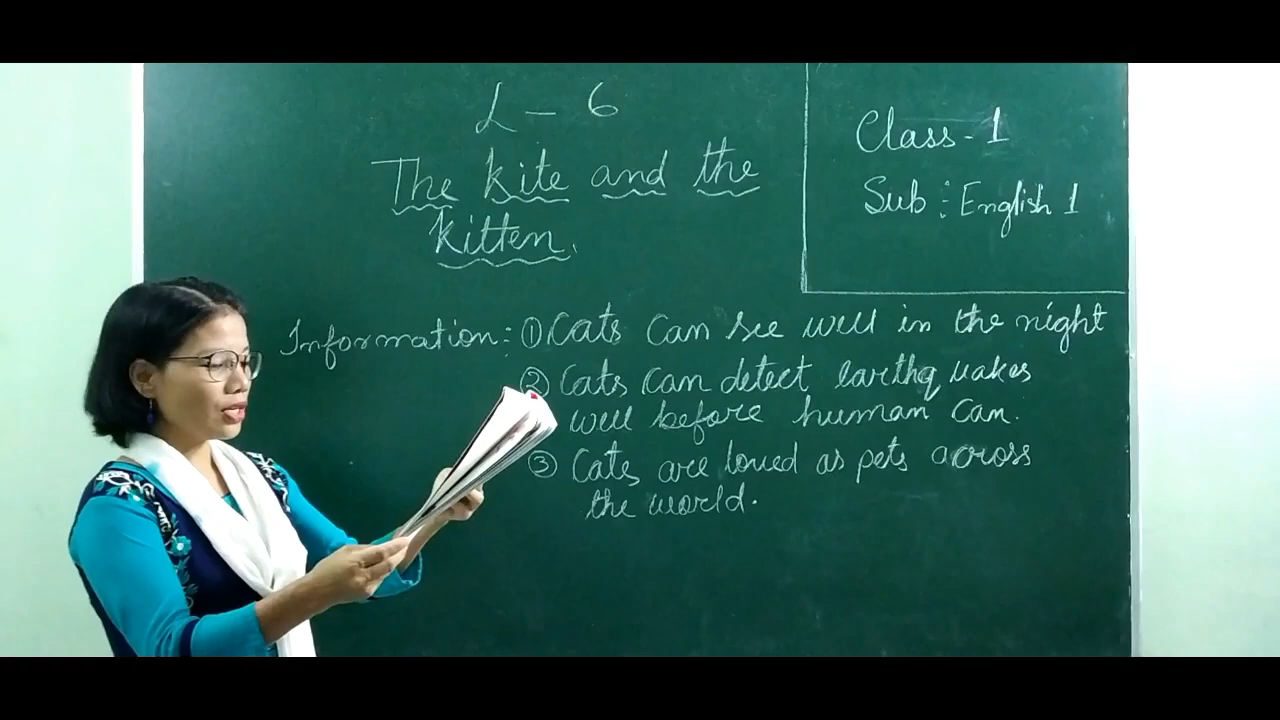 L - 6
The kite and the
kitten.
Class - 1
Sub : English 1
Information : ① Cats can see well in the night
② Cats can detect earthquakes
well before human can.
③ Cats are loved as pets across
the world.